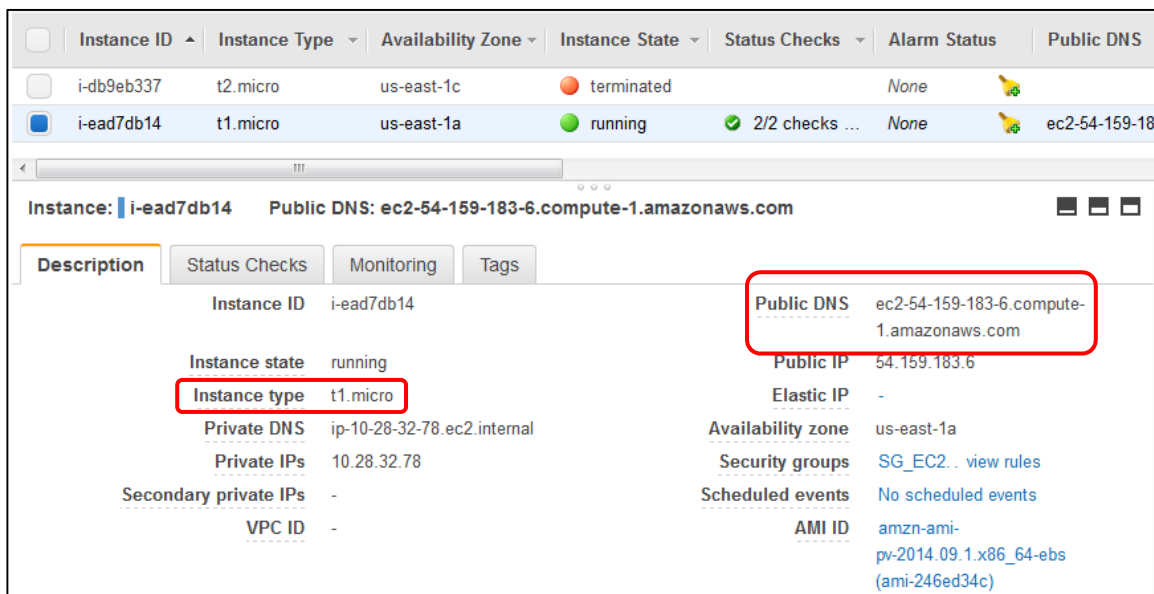 Instance ID Instance Type Availability Zone Instance State Status Checks Alarm Status Public DNS
i-db9eb337 t2.micro us-east-1c terminated None
i-ead7db14 t1.micro us-east-1a running 2/2 checks ... None ec2-54-159-18
Instance: i-ead7db14 Public DNS: ec2-54-159-183-6.compute-1.amazonaws.com
Description Status Checks Monitoring Tags
Instance ID i-ead7db14 Public DNS ec2-54-159-183-6.compute-
1.amazonaws.com
Instance state running Public IP 54.159.183.6
Instance type t1.micro Elastic IP -
Private DNS ip-10-28-32-78.ec2.internal Availability zone us-east-1a
Private IPs 10.28.32.78 Security groups SG_EC2. . view rules
Secondary private IPs - Scheduled events No scheduled events
VPC ID - AMI ID amzn-ami-
pv-2014.09.1.x86_64-ebs
(ami-246ed34c)